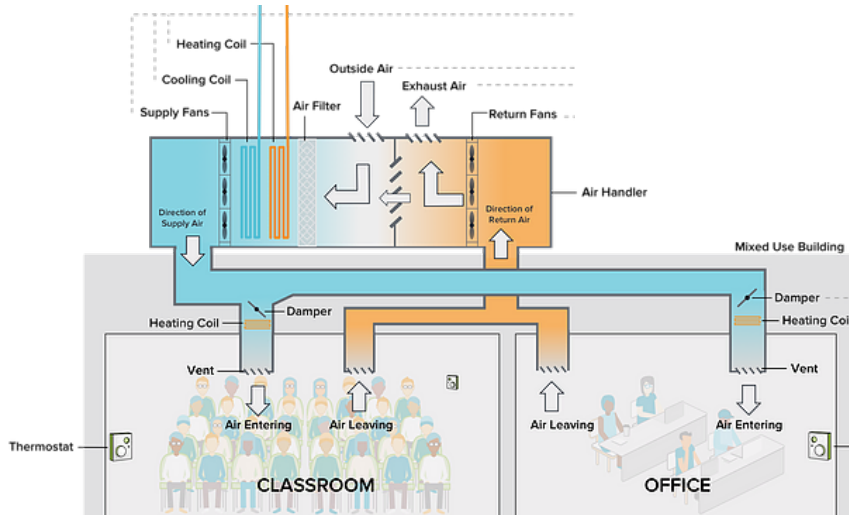 Heating Coil
Cooling Coil
Supply Fans
Air Filter
Outside Air
Exhaust Air
Return Fans
Air Handler
Direction of
Supply Air
Direction of
Return Air
Mixed Use Building
Damper
Damper
Heating Coil
Heating Coi
Vent
Vent
Air Entering
Air Leaving
Air Leaving
Air Entering
Thermostat
CLASSROOM
OFFICE